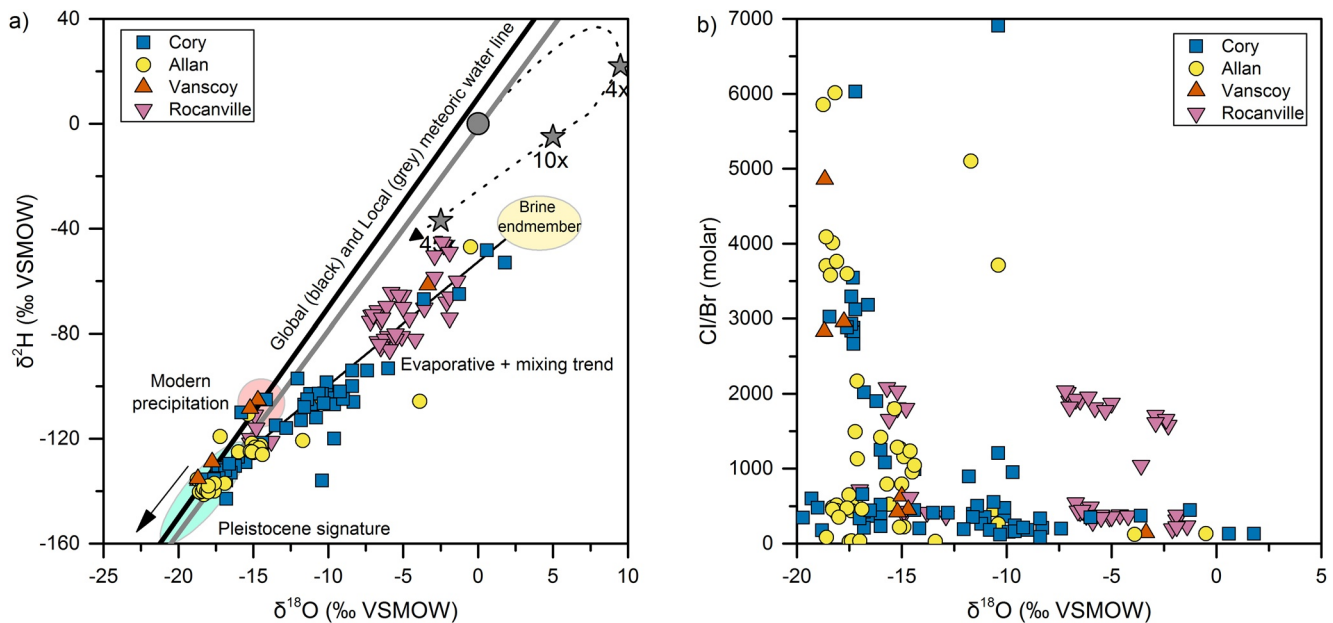 a)
40
0
-40
-80
-120
-160
δ²H (‰ VSMOW)
Cory
Allan
Vanscoy
Rocanville
Global (black) and Local (grey) meteoric water line
4x
10x
Brine
endmember
Evaporative + mixing trend
Modern
precipitation
Pleistocene signature
-25
-20
-15
-10
-5
0
5
10
δ¹⁸O (‰ VSMOW)
b)
7000
6000
5000
4000
3000
2000
1000
0
Cl/Br (molar)
Cory
Allan
Vanscoy
Rocanville
-20
-15
-10
-5
0
5
δ¹⁸O (‰ VSMOW)